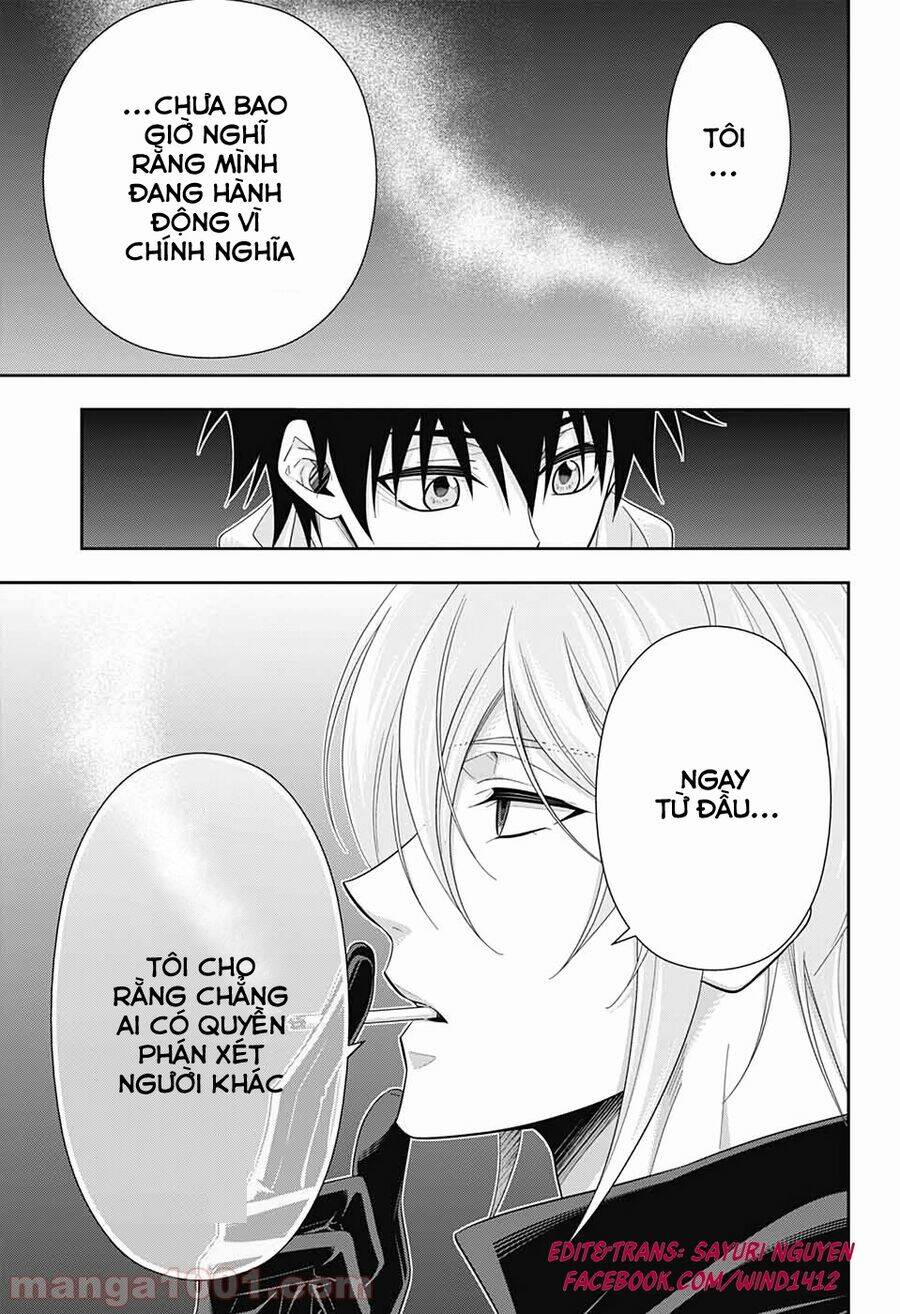 TÔI
...
...CHƯA BAO
GIỜ NGHĨ
RẰNG MÌNH
ĐANG HÀNH
ĐỘNG VÌ
CHÍNH NGHĨA
NGAY
TỪ ĐẦU...
TÔI CHO
RẰNG CHẲNG
AI CÓ QUYỀN
PHÁN XÉT
NGƯỜI KHÁC
EDIT&TRANS: SAYURI NGUYEN
FACEBOOK.COM/WIND1412
manga1001.com